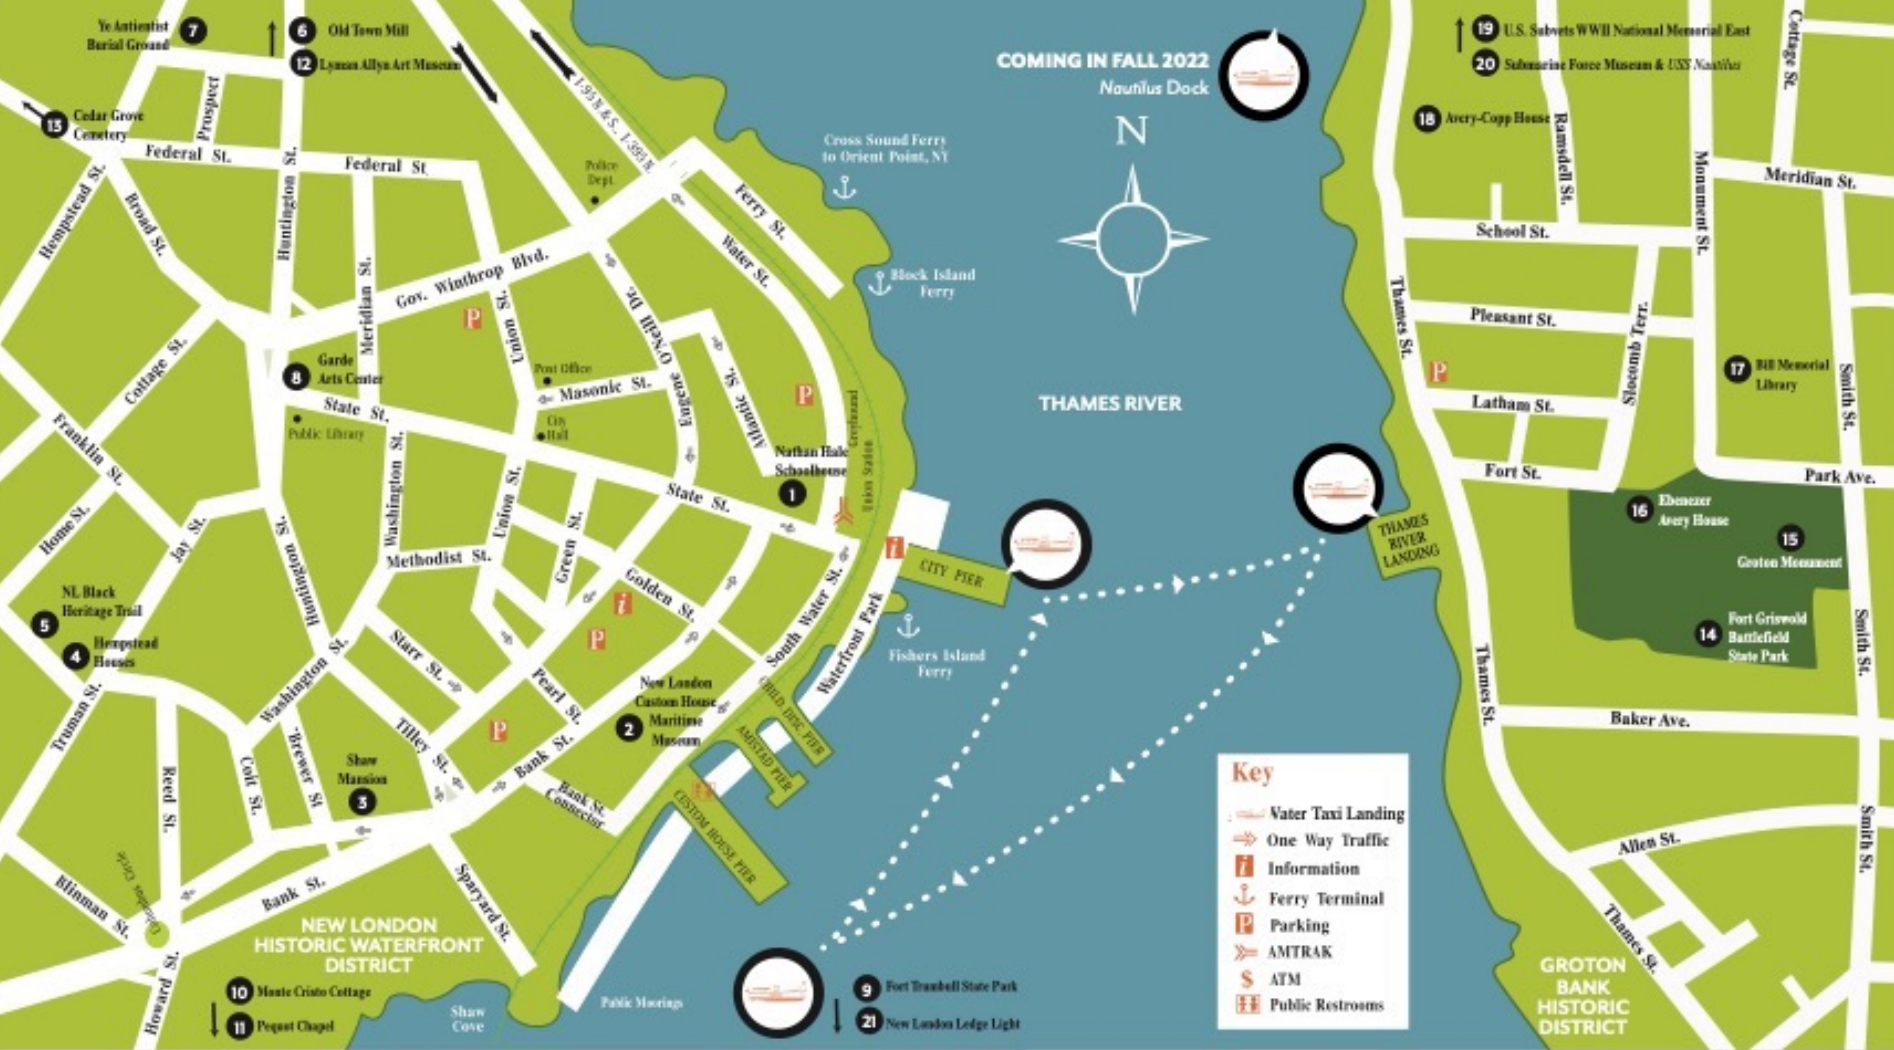 7
Ye Antientist
Burial Ground
6
Old Town Mill
12
Lyman Allyn Art Museum
13
Cedar Grove
Cemetery
I-95 N & S, I-395 N
Prospect
Federal St.
Federal St
Hempstead St.
Broad St.
Huntington St.
Meridian St.
Gov. Winthrop Blvd.
Union St.
Police
Dept.
Ferry St.
Water St.
Eugene O'Neill Dr.
Atlantic St.
P
P
Post Office
Masonic St.
City
Hall
8
Garde
Arts Center
State St.
Public Library
Cottage St.
Franklin St.
Home St.
Jay St.
Huntington St.
Washington St.
Union St.
Methodist St.
Green St.
State St.
Golden St.
Nathan Hale
Schoolhouse
1
Greyhound
Union Station
5
NL Black
Heritage Trail
4
Hempstead
Houses
Truman St.
Washington St.
Starr St.
Tilley St.
Pearl St.
i
P
P
South Water St.
Waterfront Park
New London
Custom House
2
Maritime
Museum
Bank St.
Bank St.
Connector
Brewer St
Coit St.
Reed St.
Shaw
Mansion
3
Blinman St.
Bank St.
Sparyard St.
Howard St.
NEW LONDON
HISTORIC WATERFRONT
DISTRICT
10
Monte Cristo Cottage
11
Pequot Chapel
Shaw
Cove
Public Moorings
CHILD DISC. PIER
AMISTAD PIER
CUSTOM HOUSE PIER
i
CITY PIER
Fishers Island
Ferry
Cross Sound Ferry
to Orient Point, NY
Block Island
Ferry
COMING IN FALL 2022
Nautilus Dock
N
THAMES RIVER
9
Fort Trumbull State Park
21
New London Ledge Light
THAMES
RIVER
LANDING
19
U.S. Subvets WWII National Memorial East
20
Submarine Force Museum & USS Nautilus
18
Avery-Copp House
Cottage St.
Ramsdell St.
Monument St.
Meridian St.
School St.
Thames St.
Pleasant St.
Slocomb Terr.
P
Latham St.
Fort St.
17
Bill Memorial
Library
Smith St.
Park Ave.
16
Ebenezer
Avery House
15
Groton Monument
14
Fort Griswold
Battlefield
State Park
Smith St.
Thames St.
Baker Ave.
Smith St.
Allen St.
Thames St.
GROTON
BANK
HISTORIC
DISTRICT
Key
Vater Taxi Landing
One Way Traffic
i Information
Ferry Terminal
P Parking
AMTRAK
$ ATM
Public Restrooms